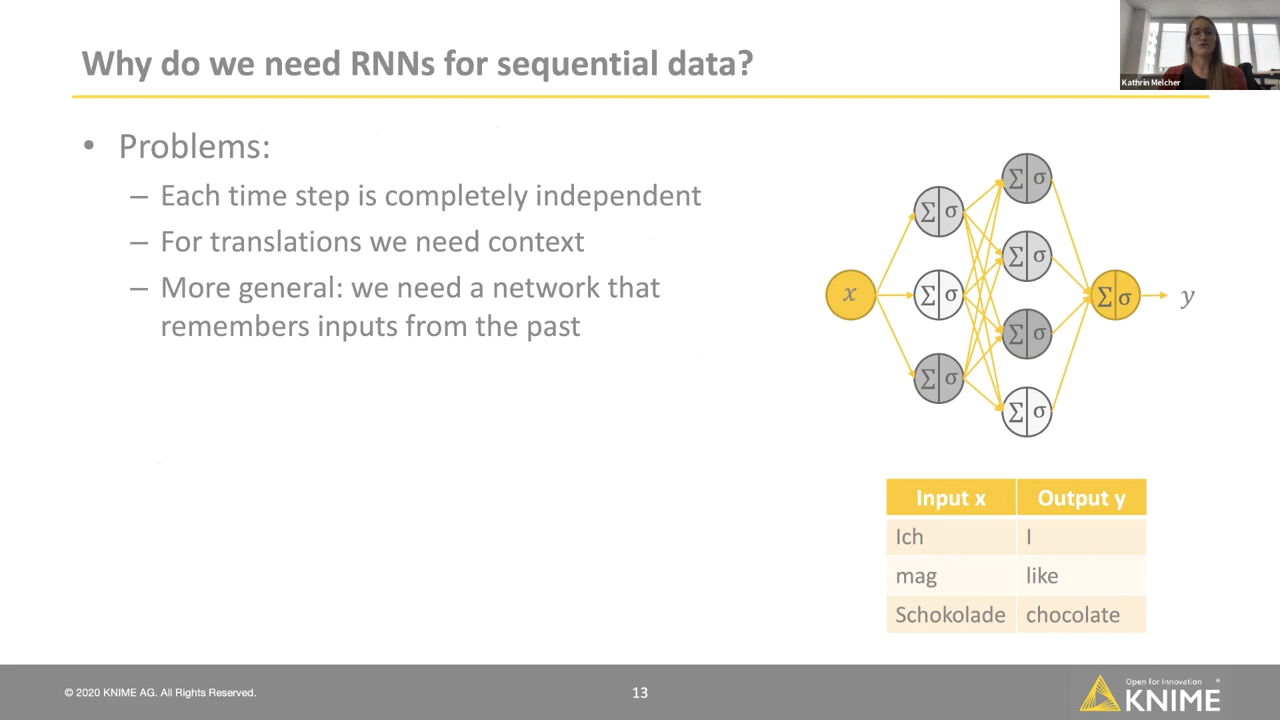 Why do we need RNNs for sequential data?
Kathrin Melcher
• Problems:
– Each time step is completely independent
– For translations we need context
– More general: we need a network that
remembers inputs from the past
Σ σ
Σ σ
Σ σ
Σ σ
x
Σ σ
Σ σ
y
Σ σ
Σ σ
Input x Output y
Ich I
mag like
Schokolade chocolate
© 2020 KNIME AG. All Rights Reserved.
13
Open for Innovation ®
KNIME